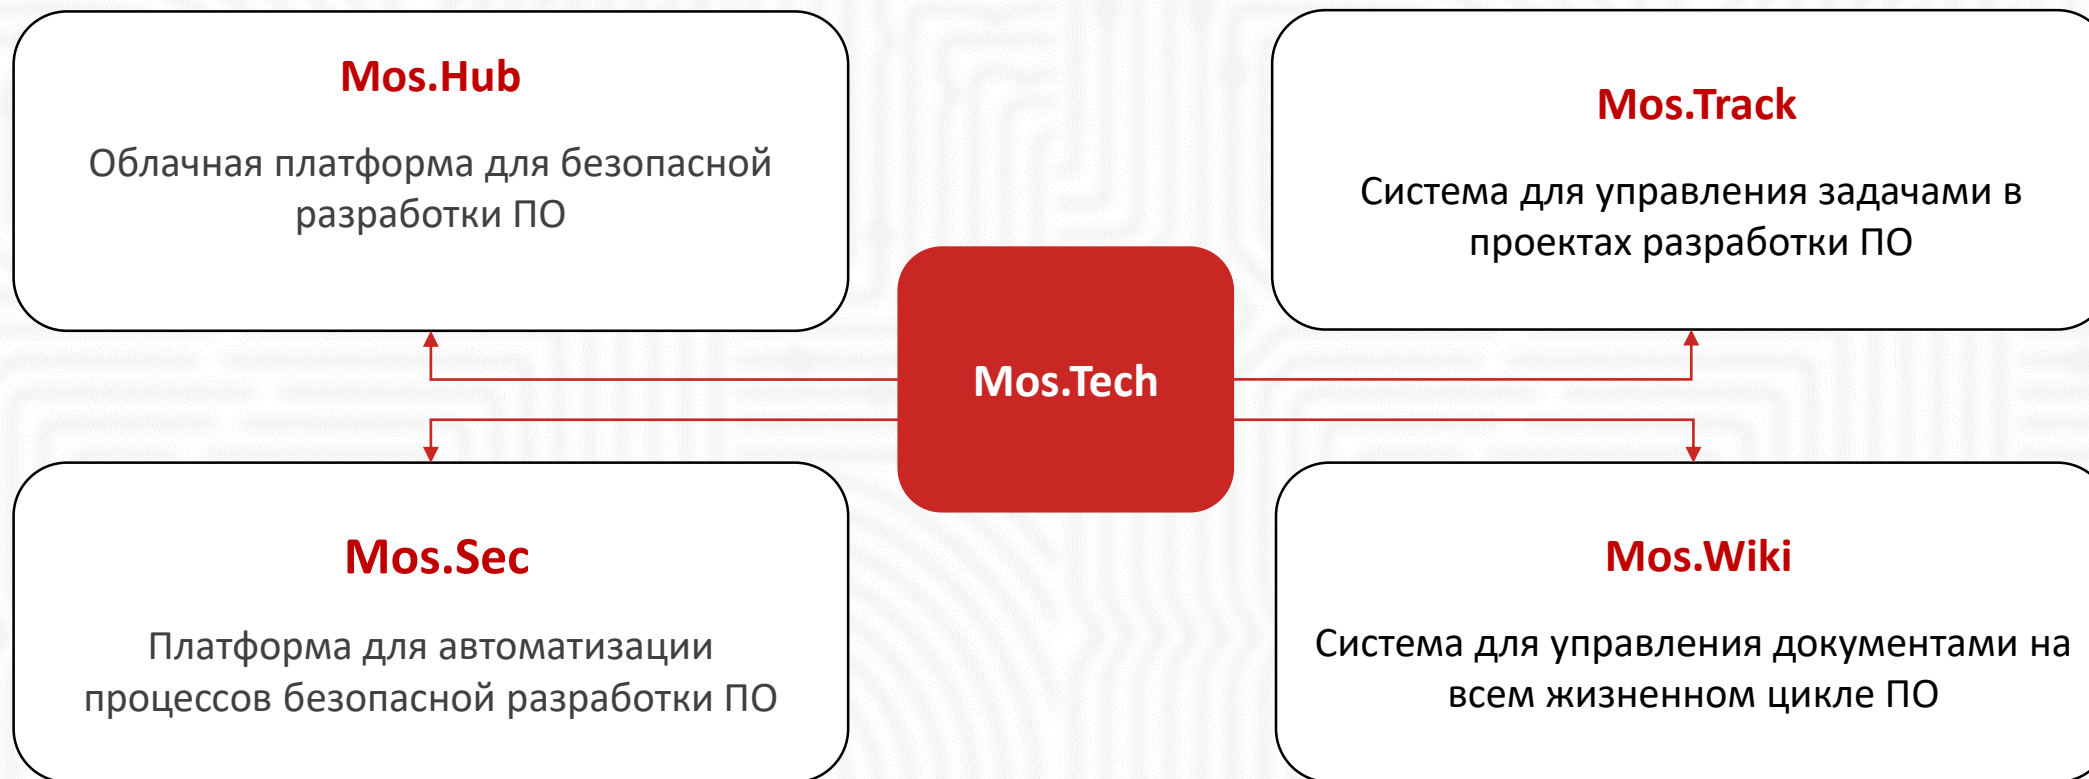 Mos.Hub
Облачная платформа для безопасной
разработки ПО
Mos.Track
Система для управления задачами в
проектах разработки ПО
Mos.Tech
Mos.Sec
Платформа для автоматизации
процессов безопасной разработки ПО
Mos.Wiki
Система для управления документами на
всем жизненном цикле ПО